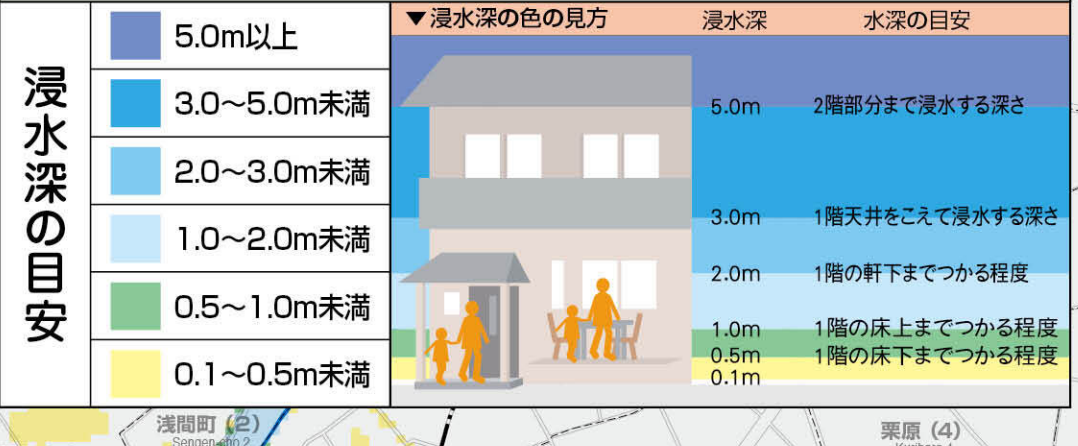 浸水深の目安
5.0m以上
3.0～5.0m未満
2.0～3.0m未満
1.0～2.0m未満
0.5～1.0m未満
0.1～0.5m未満
▼浸水深の色の見方 浸水深 水深の目安
5.0m 2階部分まで浸水する深さ
3.0m 1階天井をこえて浸水する深さ
2.0m 1階の軒下までつかる程度
1.0m 1階の床上までつかる程度
0.5m 1階の床下までつかる程度
0.1m
浅間町（2）
Sengen-cho 2
栗原（4）